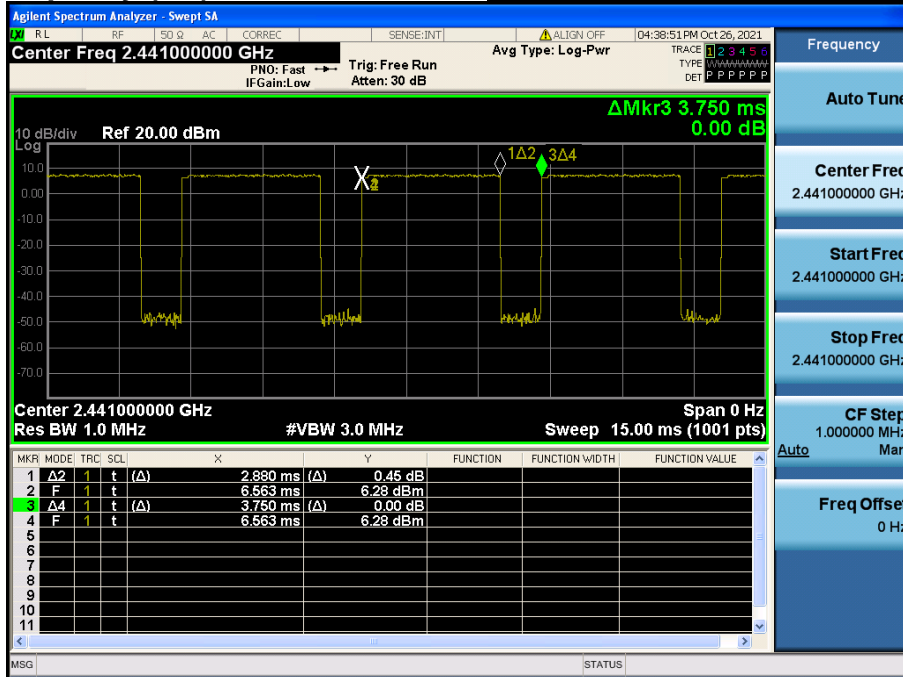 Agilent Spectrum Analyzer - Swept SA
LXI RL RF 50 Ω AC CORREC SENSE:INT ALIGN OFF 04:38:51 PM Oct 26, 2021
Center Freq 2.441000000 GHz Avg Type: Log-Pwr TRACE 1 2 3 4 5 6
PNO: Fast Trig: Free Run TYPE
IFGain:Low Atten: 30 dB DET P P P P P P
Frequency
Auto Tune
Center Freq
2.441000000 GHz
Start Freq
2.441000000 GHz
Stop Freq
2.441000000 GHz
CF Step
1.000000 MHz
Auto Man
Freq Offset
0 Hz
ΔMkr3 3.750 ms
0.00 dB
10 dB/div Ref 20.00 dBm
Log
10.0
0.00
-10.0
-20.0
-30.0
-40.0
-50.0
-60.0
-70.0
1Δ2 3Δ4
X
Center 2.441000000 GHz Span 0 Hz
Res BW 1.0 MHz #VBW 3.0 MHz Sweep 15.00 ms (1001 pts)
MKR MODE TRC SCL X Y FUNCTION FUNCTION WIDTH FUNCTION VALUE
1 Δ2 1 t (Δ) 2.880 ms (Δ) 0.45 dB
2 F 1 t 6.563 ms 6.28 dBm
3 Δ4 1 t (Δ) 3.750 ms (Δ) 0.00 dB
4 F 1 t 6.563 ms 6.28 dBm
5
6
7
8
9
10
11
MSG STATUS